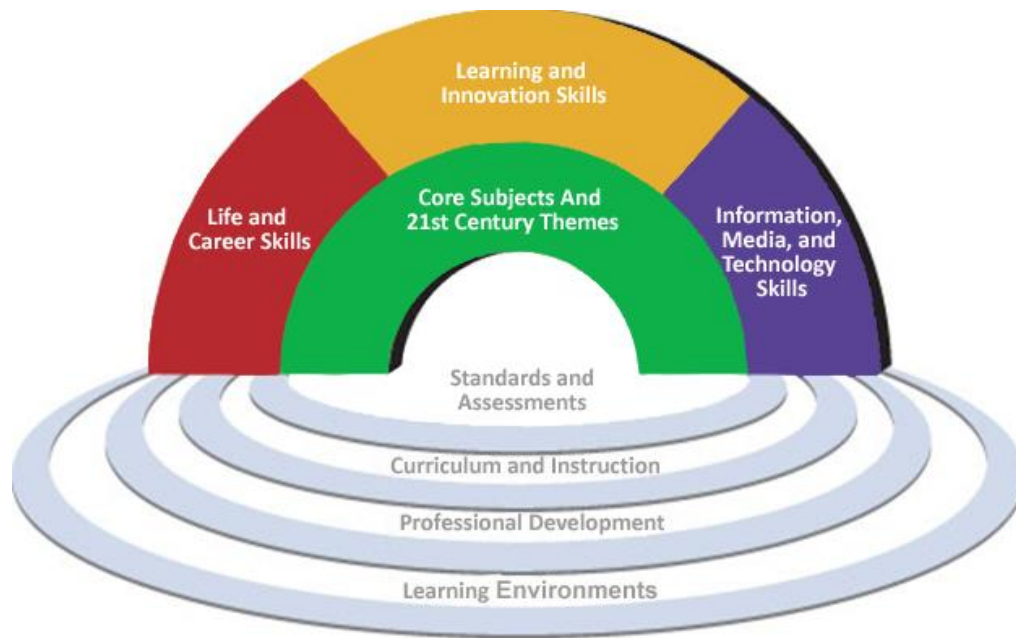 Learning and
Innovation Skills
Core Subjects And
21st Century Themes
Life and
Career Skills
Information,
Media, and
Technology
Skills
Standards and
Assessments
Curriculum and Instruction
Professional Development
Learning Environments